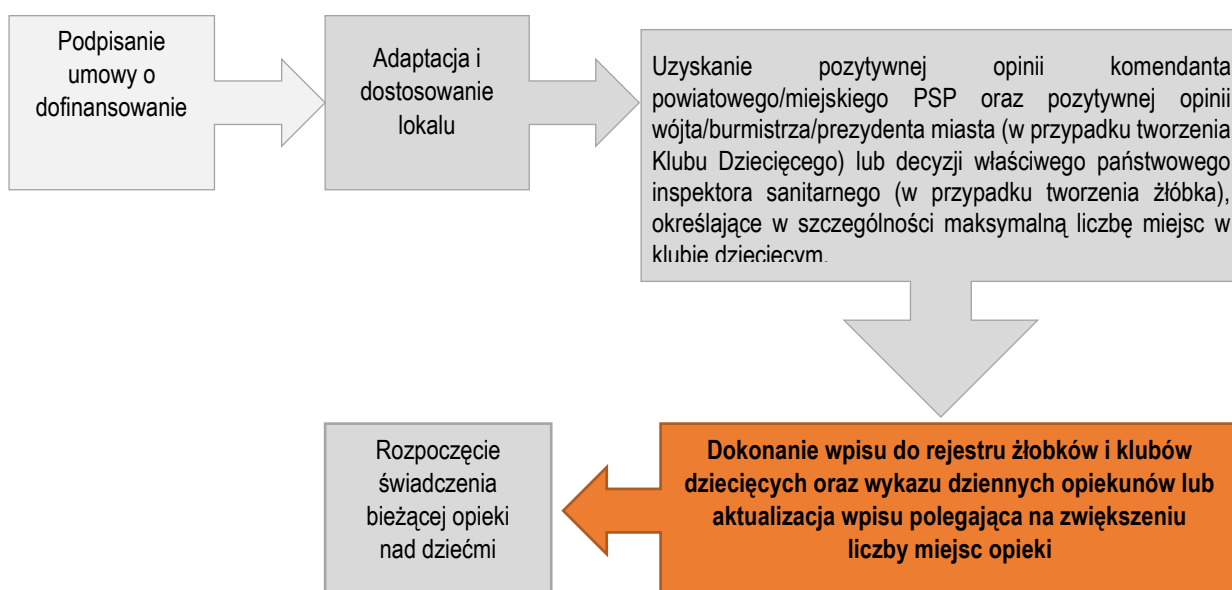 Podpisanie
umowy o
dofinansowanie
Adaptacja i
dostosowanie
lokalu
Uzyskanie pozytywnej opinii komendanta
powiatowego/miejskiego PSP oraz pozytywnej opinii
wójta/burmistrza/prezydenta miasta (w przypadku tworzenia
Klubu Dziecięcego) lub decyzji właściwego państwowego
inspektora sanitarnego (w przypadku tworzenia żłóbka),
określające w szczególności maksymalną liczbę miejsc w
klubie dziecięcym.
Dokonanie wpisu do rejestru żłobków i klubów
dziecięcych oraz wykazu dziennych opiekunów lub
aktualizacja wpisu polegająca na zwiększeniu
liczby miejsc opieki
Rozpoczęcie
świadczenia
bieżącej opieki
nad dziećmi